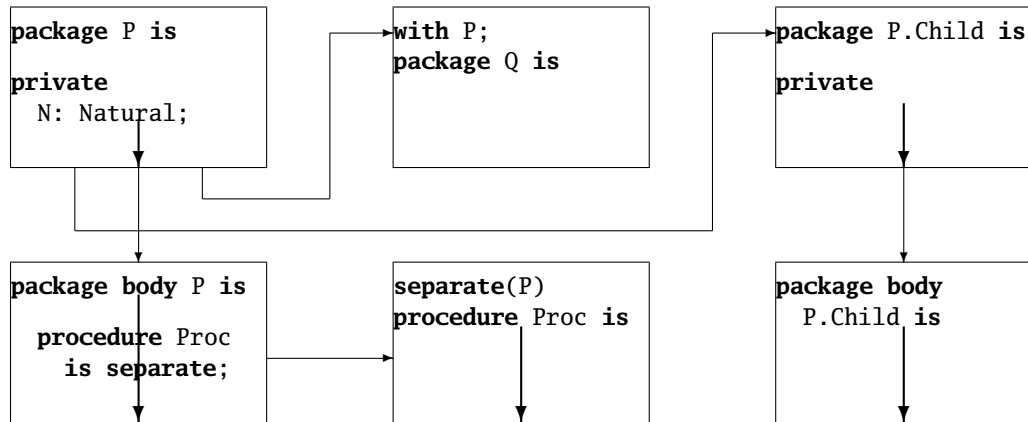 package P is
private
N: Natural;
with P;
package Q is
package P.Child is
private
package body P is
procedure Proc
is separate;
separate(P)
procedure Proc is
package body
P.Child is